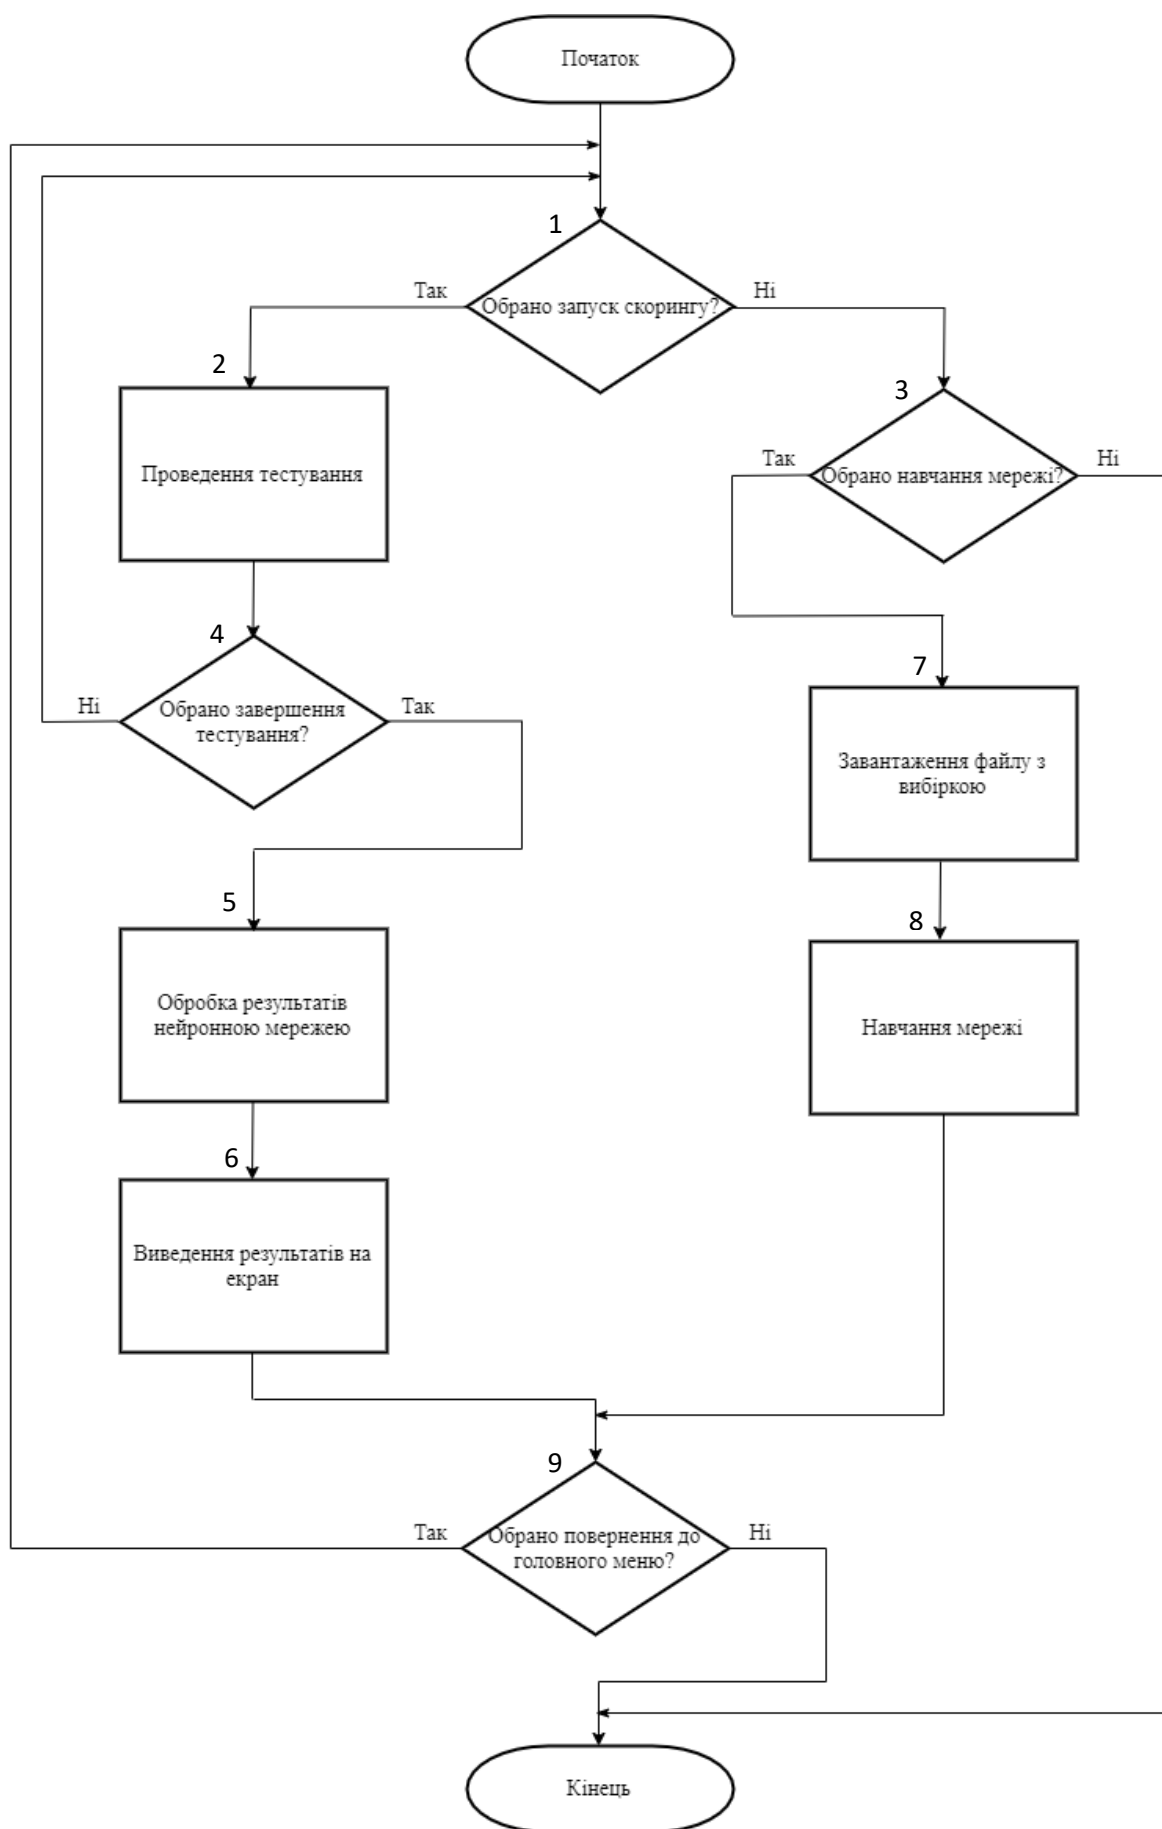 Початок
1
Так
Обрано запуск скорингу?
Ні
2
3
Проведення тестування
Так
Обрано навчання мережі?
Ні
4
Ні
Обрано завершення
тестування?
Так
7
Завантаження файлу з
вибіркою
5
8
Обробка результатів
нейронною мережею
Навчання мережі
6
Виведення результатів на
екран
9
Так
Обрано повернення до
головного меню?
Ні
Кінець